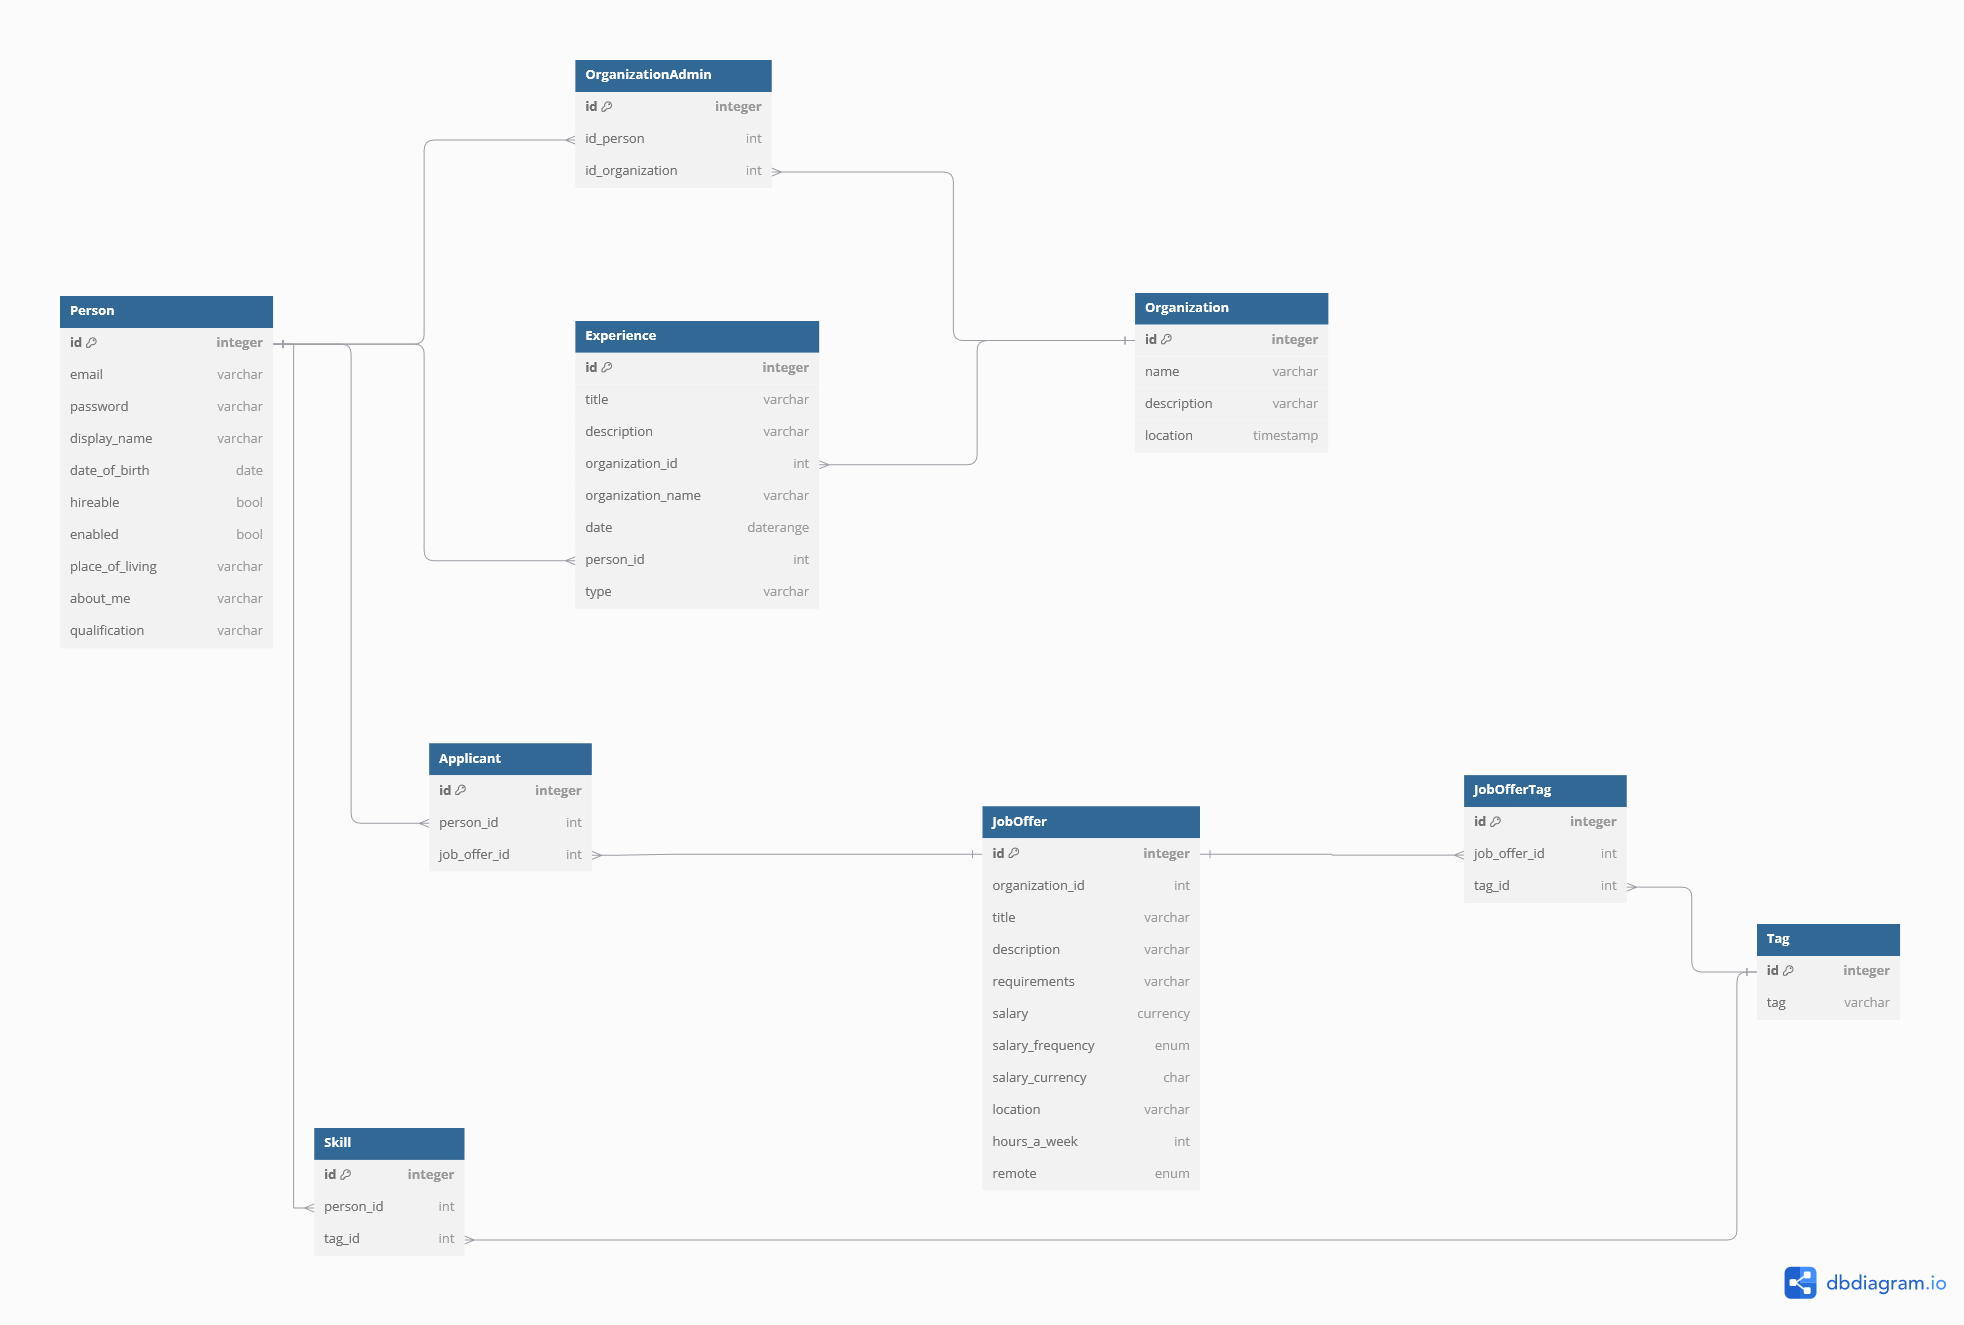 OrganizationAdmin
id integer
id_person int
id_organization int
Person
id integer
email varchar
password varchar
display_name varchar
date_of_birth date
hireable bool
enabled bool
place_of_living varchar
about_me varchar
qualification varchar
Experience
id integer
title varchar
description varchar
organization_id int
organization_name varchar
date daterange
person_id int
type varchar
Organization
id integer
name varchar
description varchar
location timestamp
Applicant
id integer
person_id int
job_offer_id int
JobOffer
id integer
organization_id int
title varchar
description varchar
requirements varchar
salary currency
salary_frequency enum
salary_currency char
location varchar
hours_a_week int
remote enum
JobOfferTag
id integer
job_offer_id int
tag_id int
Tag
id integer
tag varchar
Skill
id integer
person_id int
tag_id int
dbdiagram.io